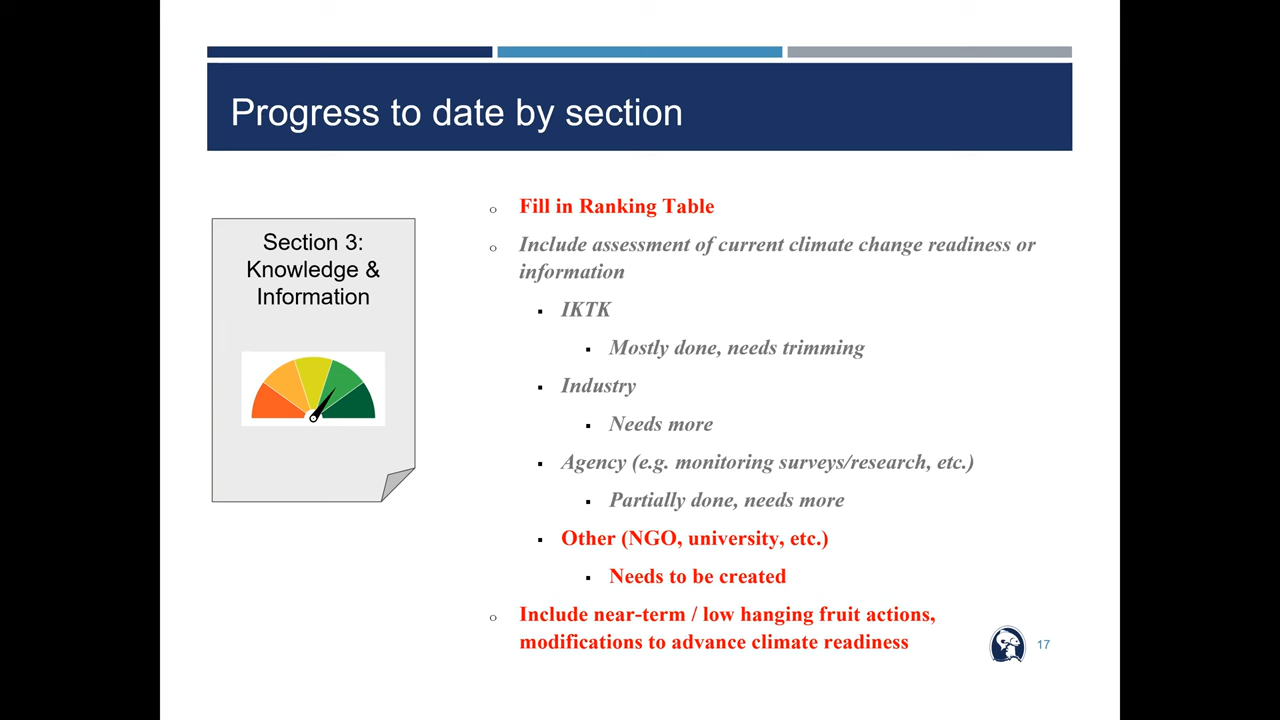 Progress to date by section
Section 3:
Knowledge &
Information
Fill in Ranking Table
Include assessment of current climate change readiness or
information
IKTK
Mostly done, needs trimming
Industry
Needs more
Agency (e.g. monitoring surveys/research, etc.)
Partially done, needs more
Other (NGO, university, etc.)
Needs to be created
Include near-term / low hanging fruit actions,
modifications to advance climate readiness
17